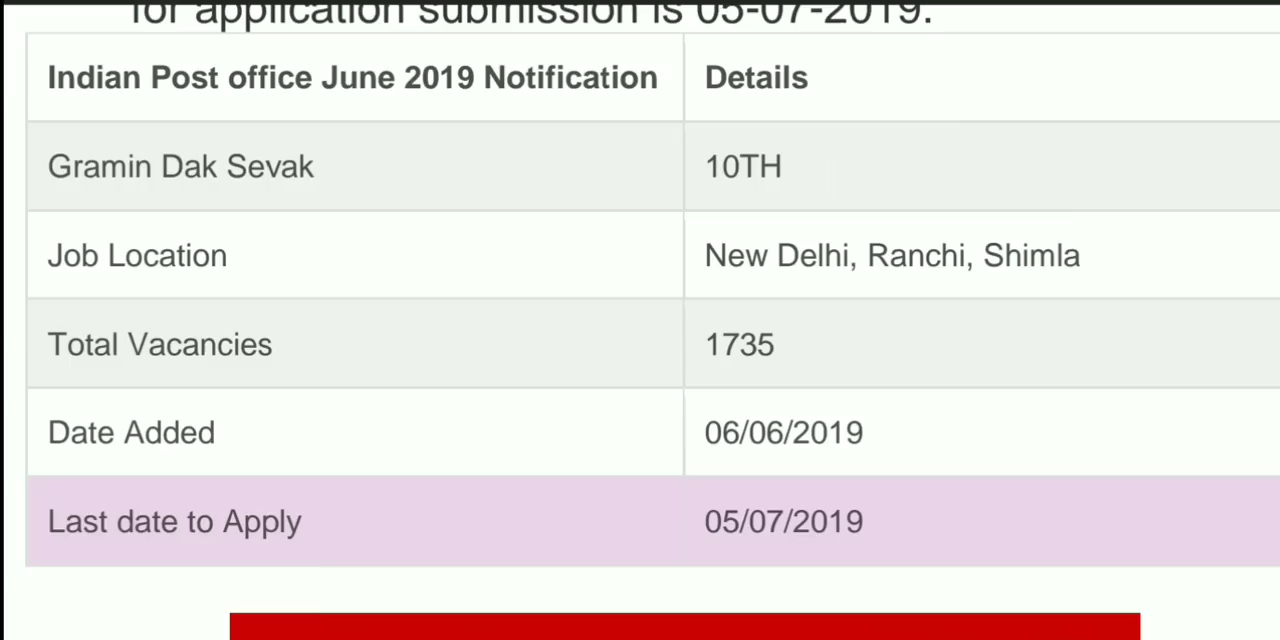 for application submission is 05-07-2019.
Indian Post office June 2019 Notification Details
Gramin Dak Sevak 10TH
Job Location New Delhi, Ranchi, Shimla
Total Vacancies 1735
Date Added 06/06/2019
Last date to Apply 05/07/2019